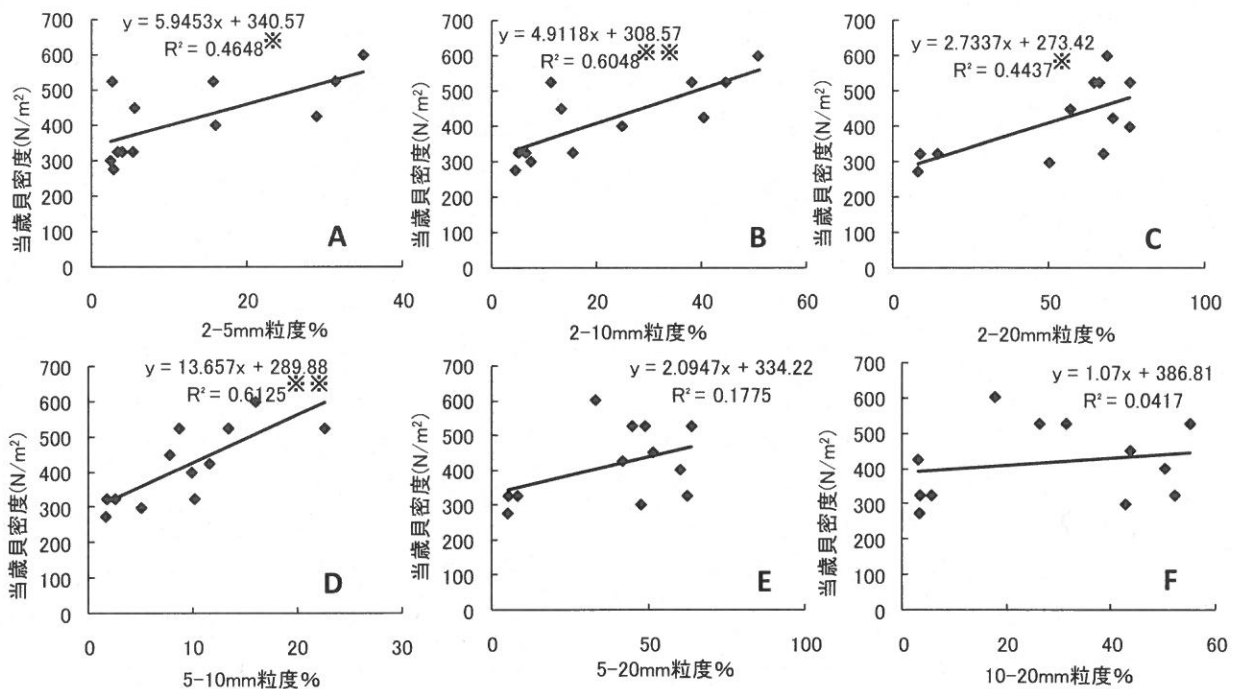 当歳貝密度(N/m²)
700
600
500
400
300
200
100
0
y = 5.9453x + 340.57
R² = 0.4648 ※
A
0 20 40
2-5mm粒度%
当歳貝密度(N/m²)
700
600
500
400
300
200
100
0
y = 4.9118x + 308.57
R² = 0.6048 ※※
B
0 20 40 60
2-10mm粒度%
当歳貝密度(N/m²)
700
600
500
400
300
200
100
0
y = 2.7337x + 273.42
R² = 0.4437 ※
C
0 50 100
2-20mm粒度%
当歳貝密度(N/m²)
700
600
500
400
300
200
100
0
y = 13.657x + 289.88
R² = 0.6125 ※※
D
0 10 20 30
5-10mm粒度%
当歳貝密度(N/m²)
700
600
500
400
300
200
100
0
y = 2.0947x + 334.22
R² = 0.1775
E
0 50 100
5-20mm粒度%
当歳貝密度(N/m²)
700
600
500
400
300
200
100
0
y = 1.07x + 386.81
R² = 0.0417
F
0 20 40 60
10-20mm粒度%